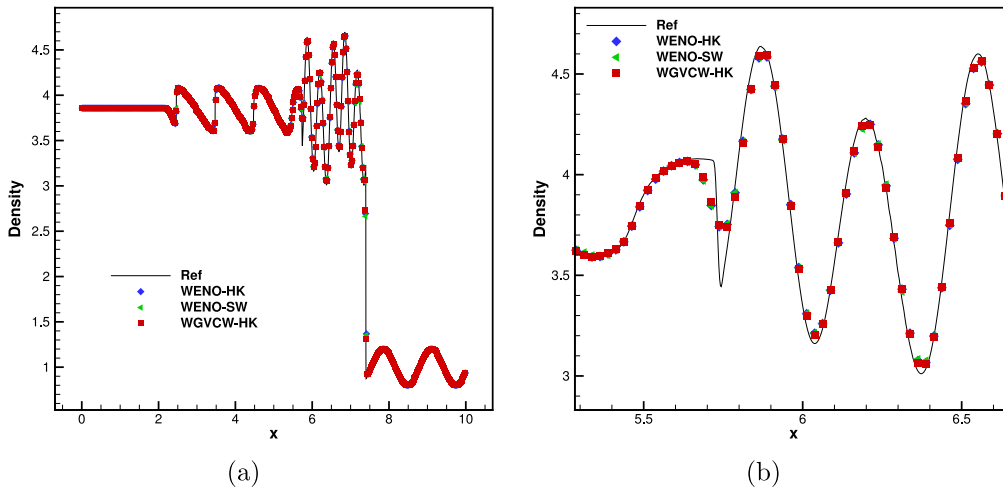 Density
4.5
4
3.5
3
2.5
2
1.5
1
Ref
WENO-HK
WENO-SW
WGVCW-HK
0 2 4 6 8 10
x
(a)
Density
4.5
4
3.5
3
Ref
WENO-HK
WENO-SW
WGVCW-HK
5.5 6 6.5
x
(b)